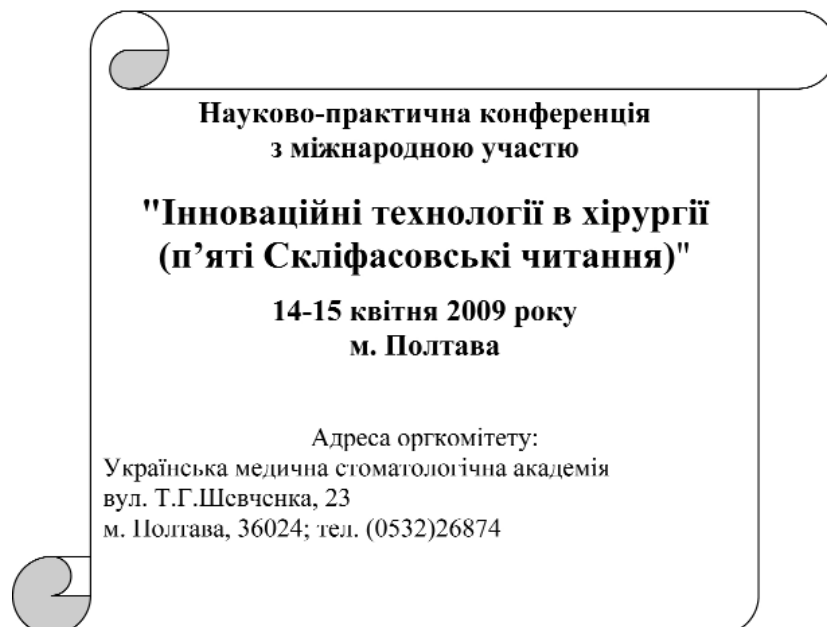 Науково-практична конференція
з міжнародною участю
"Інноваційні технології в хірургії
(п’яті Скліфасовські читання)"
14-15 квітня 2009 року
м. Полтава
Адреса оргкомітету:
Українська медична стоматологічна академія
вул. Т.Г.Шевченка, 23
м. Полтава, 36024; тел. (0532)26874